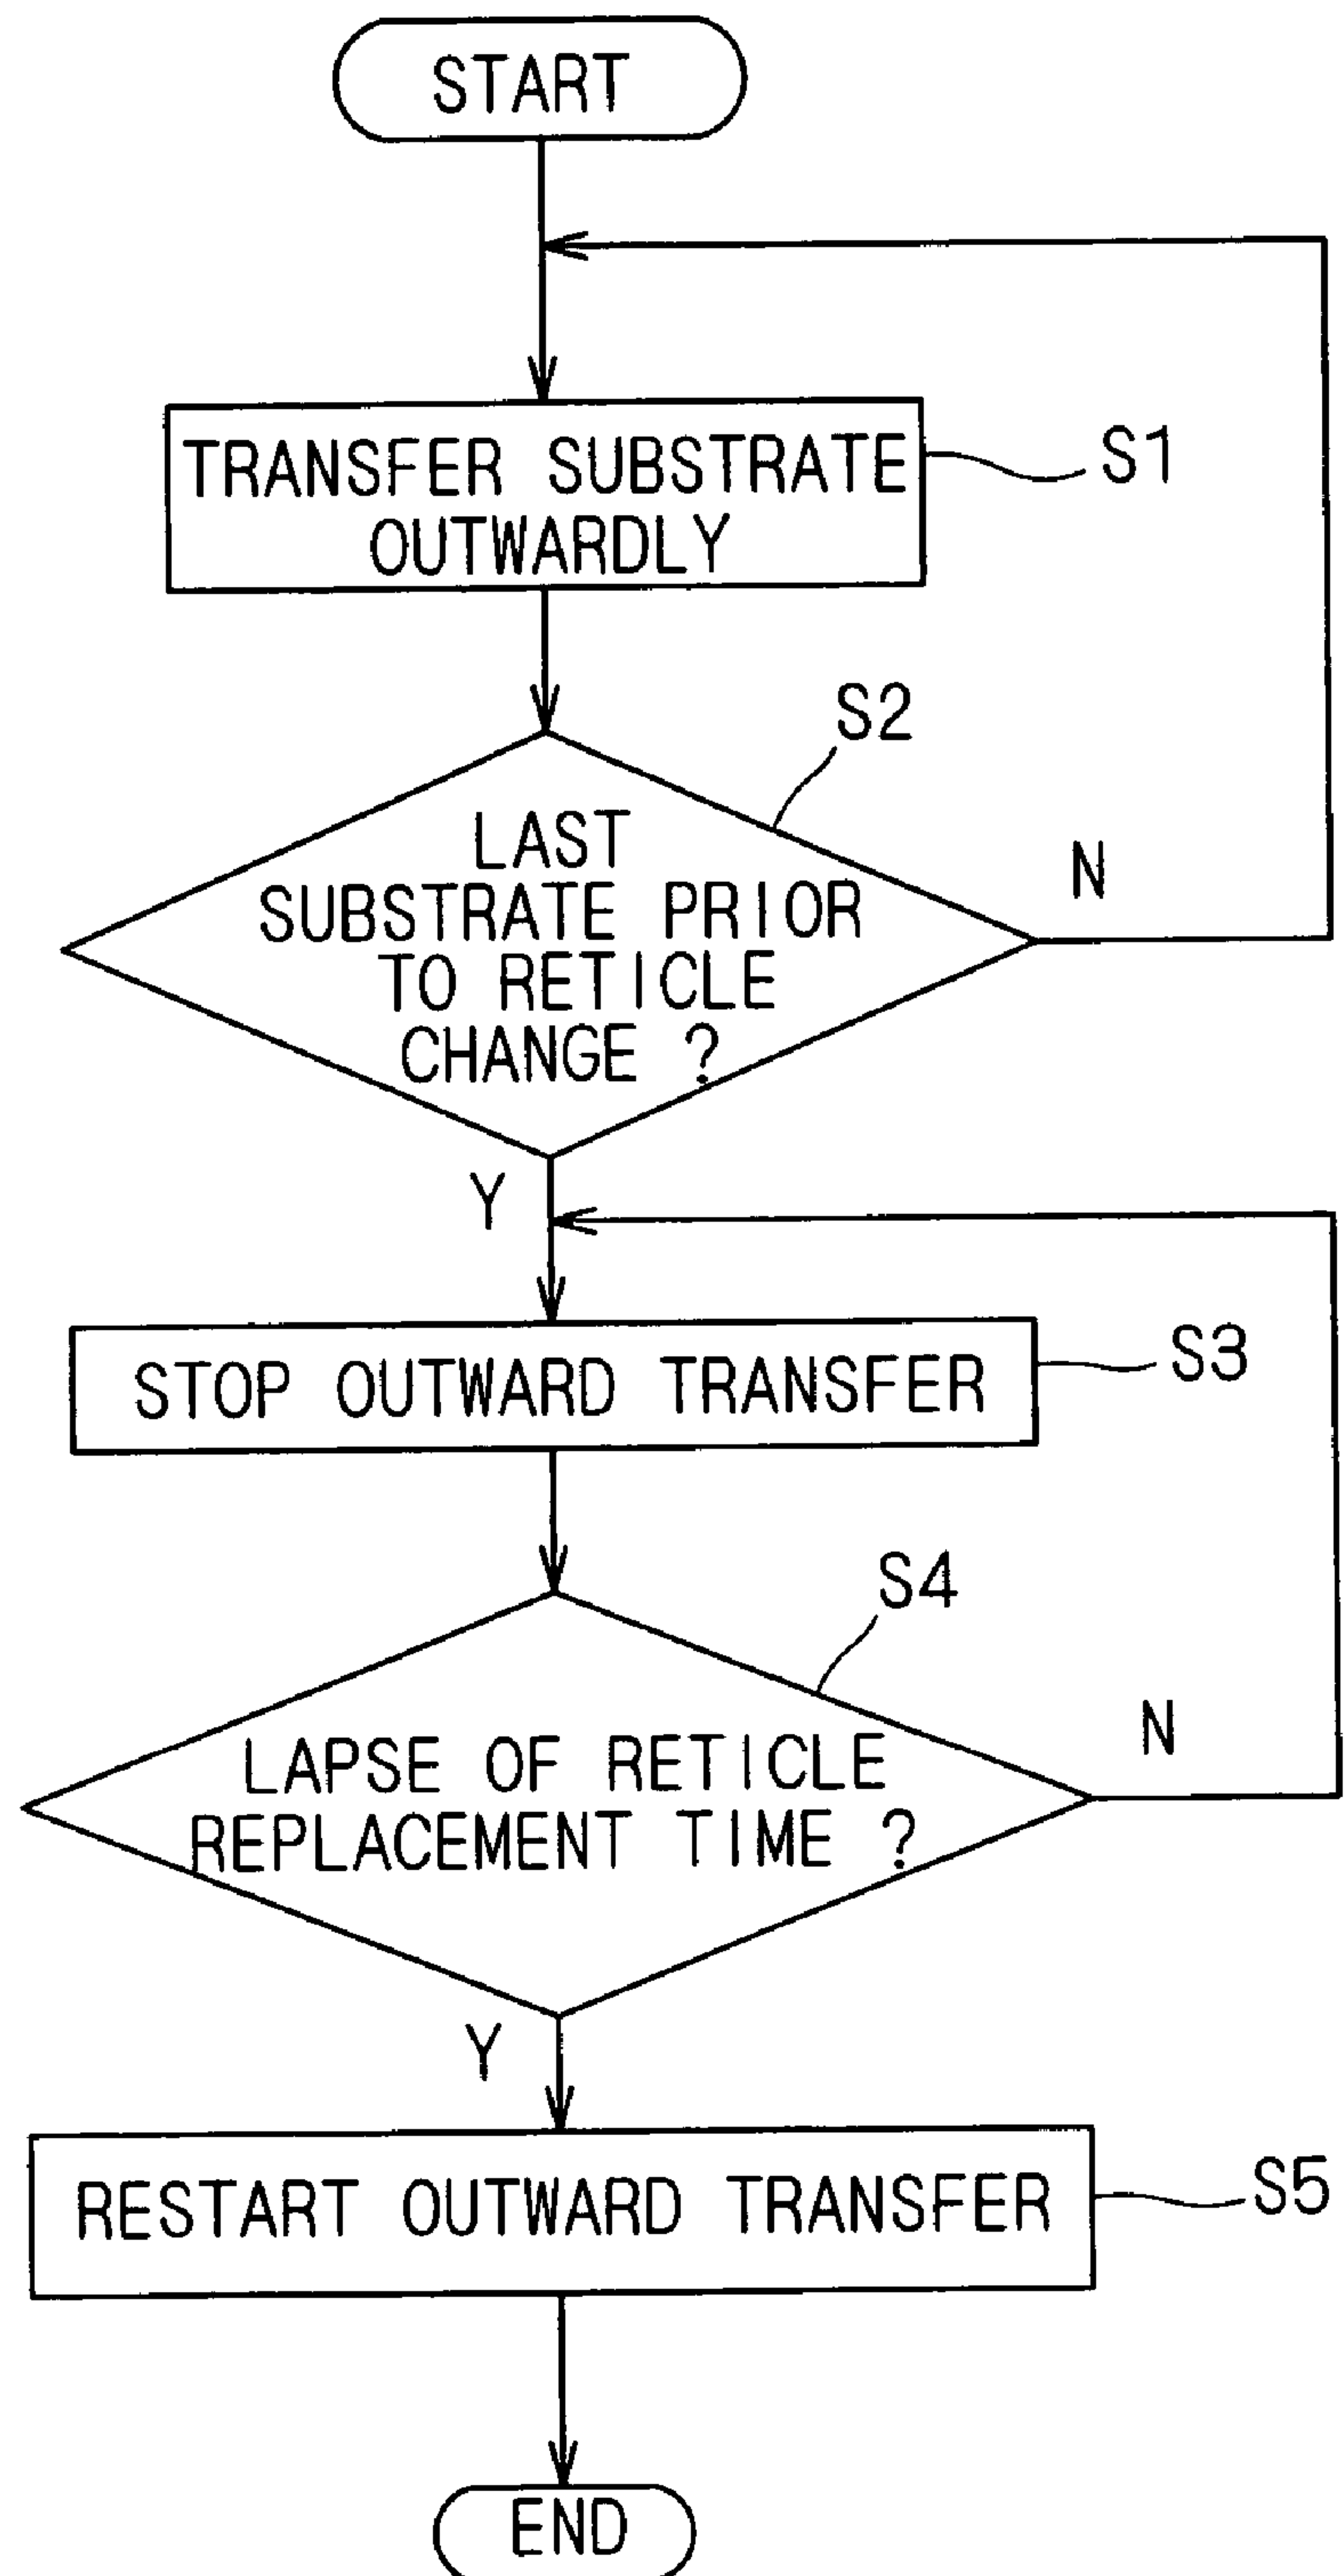 START
TRANSFER SUBSTRATE
OUTWARDLY
S1
S2
LAST
SUBSTRATE PRIOR
TO RETICLE
CHANGE ?
N
Y
STOP OUTWARD TRANSFER
S3
S4
LAPSE OF RETICLE
REPLACEMENT TIME ?
N
Y
RESTART OUTWARD TRANSFER
S5
END